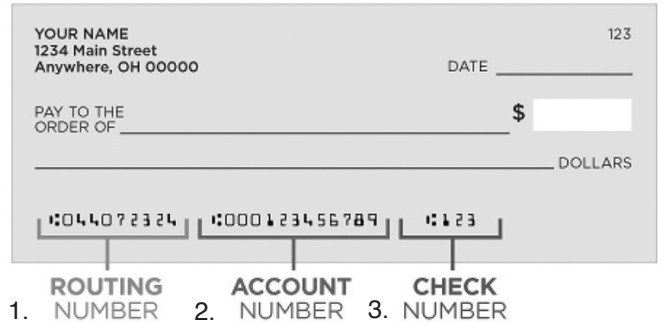 YOUR NAME 123
1234 Main Street
Anywhere, OH 00000
DATE
PAY TO THE
ORDER OF $
DOLLARS
⑆044072324 ⑆000123456789 ⑆123
ROUTING ACCOUNT CHECK
1. NUMBER 2. NUMBER 3. NUMBER